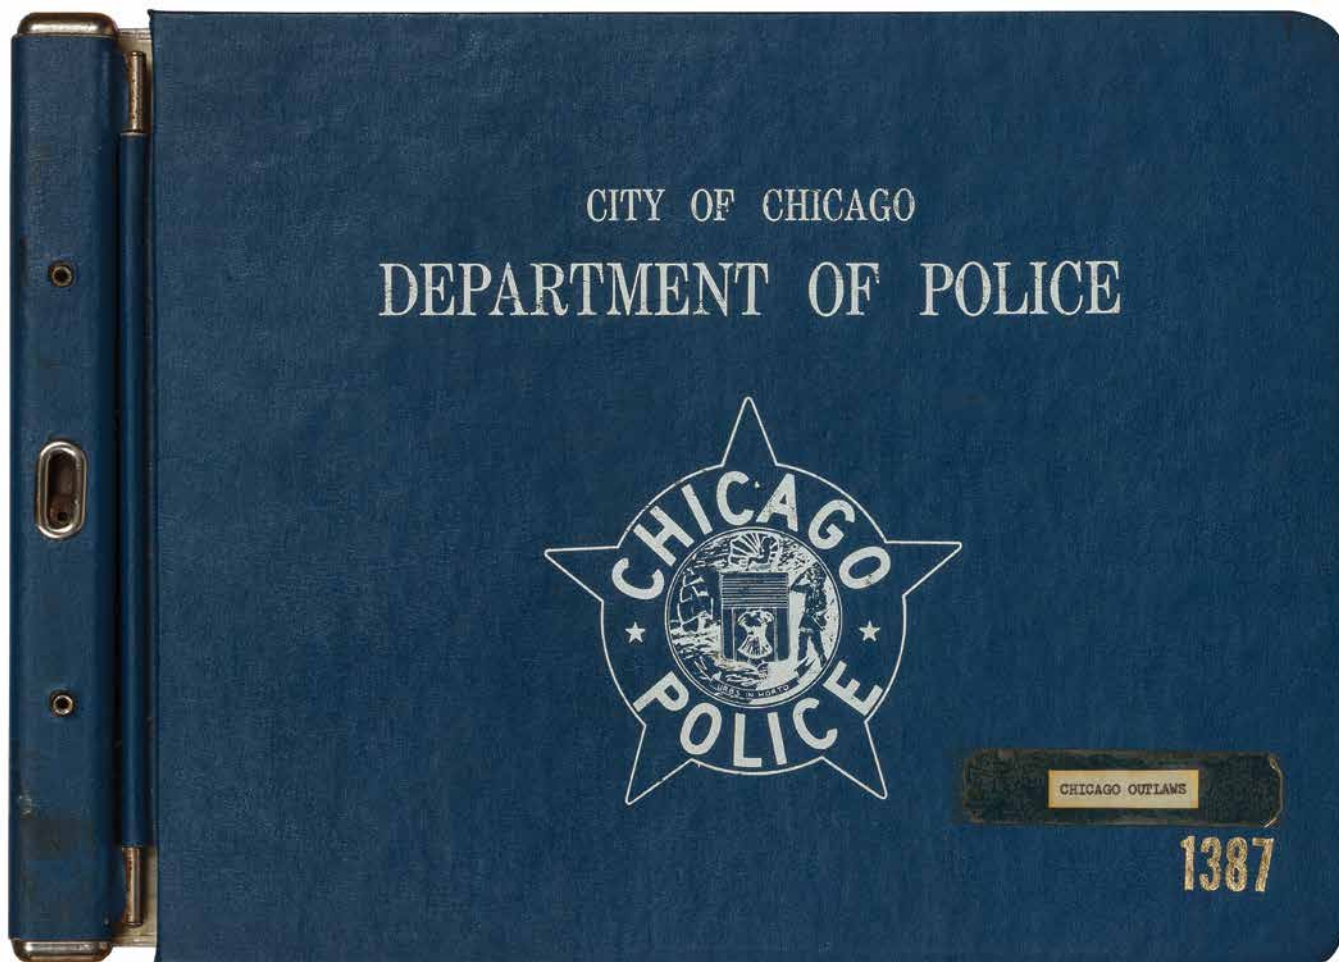 CITY OF CHICAGO
DEPARTMENT OF POLICE
CHICAGO
URBS IN HORTO
POLICE
CHICAGO OUTLAWS
1387